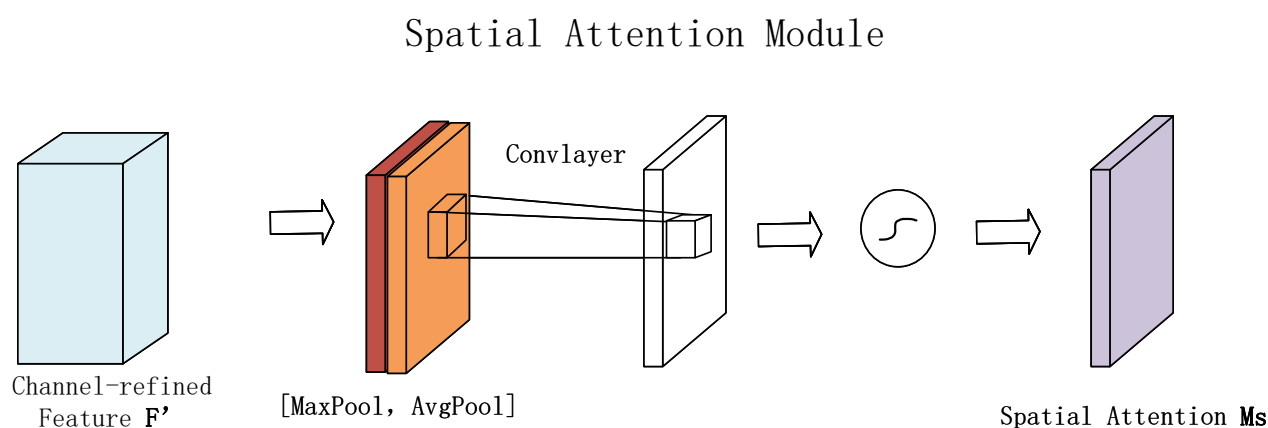 Spatial Attention Module
Convlayer
Channel-refined
Feature F'
[MaxPool, AvgPool]
Spatial Attention Ms